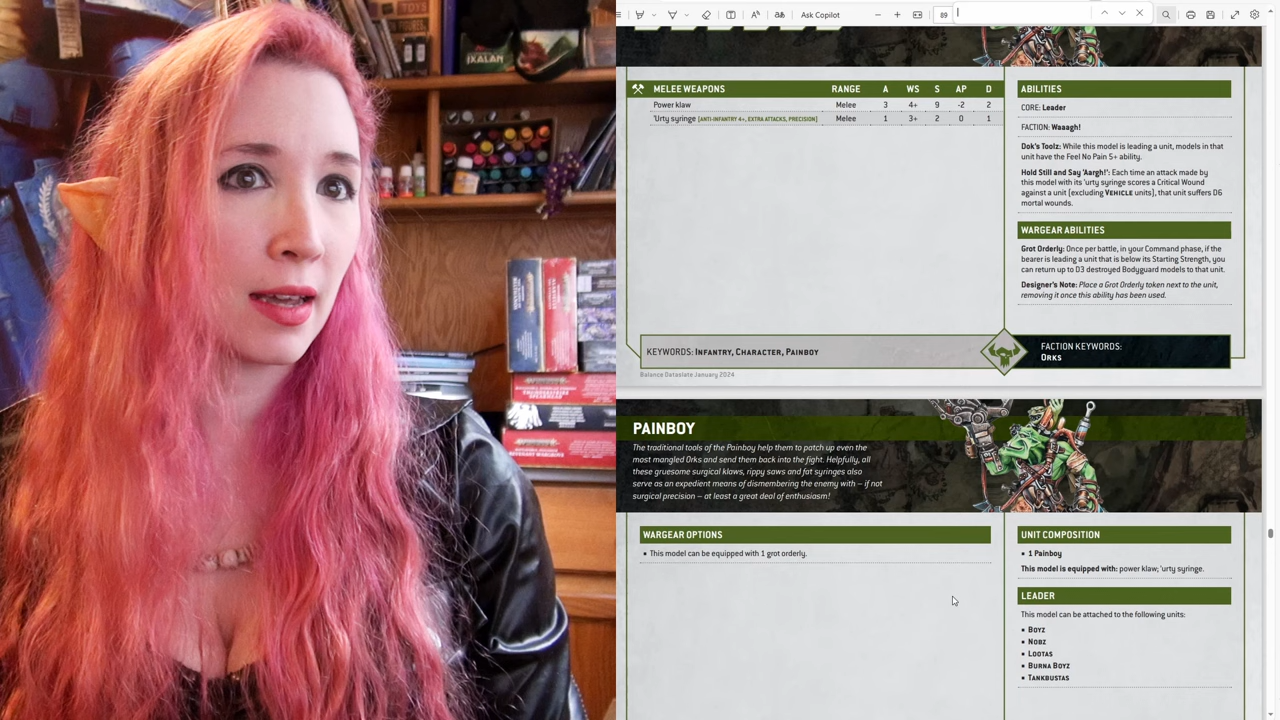 TOYS
IXALAN
Ask Copilot
89
MELEE WEAPONS RANGE A WS S AP D
Power klaw Melee 3 4+ 9 -2 2
'Urty syringe [ANTI-INFANTRY 4+, EXTRA ATTACKS, PRECISION] Melee 1 3+ 2 0 1
ABILITIES
CORE: Leader
FACTION: Waaagh!
Dok's Toolz: While this model is leading a unit, models in that
unit have the Feel No Pain 5+ ability.
Hold Still and Say 'Aargh!': Each time an attack made by
this model with its 'urty syringe scores a Critical Wound
against a unit (excluding VEHICLE units), that unit suffers D6
mortal wounds.
WARGEAR ABILITIES
Grot Orderly: Once per battle, in your Command phase, if the
bearer is leading a unit that is below its Starting Strength, you
can return up to D3 destroyed Bodyguard models to that unit.
Designer's Note: Place a Grot Orderly token next to the unit,
removing it once this ability has been used.
KEYWORDS: INFANTRY, CHARACTER, PAINBOY
FACTION KEYWORDS:
ORKS
Balance Dataslate January 2024
PAINBOY
The traditional tools of the Painboy help them to patch up even the
most mangled Orks and send them back into the fight. Helpfully, all
these gruesome surgical klaws, rippy saws and fat syringes also
serve as an expedient means of dismembering the enemy with – if not
surgical precision – at least a great deal of enthusiasm!
WARGEAR OPTIONS
▪ This model can be equipped with 1 grot orderly.
UNIT COMPOSITION
▪ 1 Painboy
This model is equipped with: power klaw; 'urty syringe.
LEADER
This model can be attached to the following units:
▪ BOYZ
▪ NOBZ
▪ LOOTAS
▪ BURNA BOYZ
▪ TANKBUSTAS